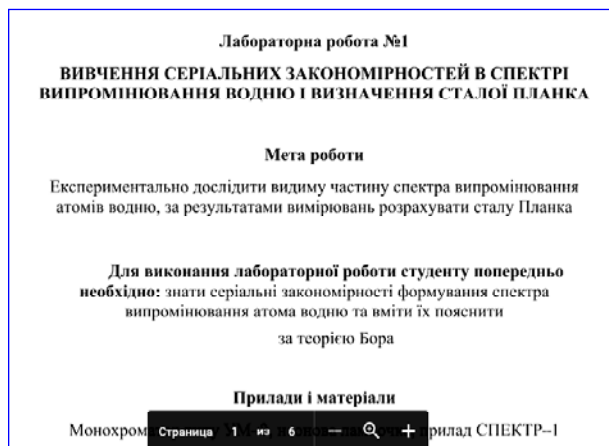 Лабораторна робота №1
ВИВЧЕННЯ СЕРІАЛЬНИХ ЗАКОНОМІРНОСТЕЙ В СПЕКТРІ
ВИПРОМІНЮВАННЯ ВОДНЮ І ВИЗНАЧЕННЯ СТАЛОЇ ПЛАНКА
Мета роботи
Експериментально дослідити видиму частину спектра випромінювання
атомів водню, за результатами вимірювань розрахувати сталу Планка
Для виконання лабораторної роботи студенту попередньо
необхідно: знати серіальні закономірності формування спектра
випромінювання атома водню та вміти їх пояснити
за теорією Бора
Прилади і матеріали
прилад СПЕКТР–1
Страница 1 из 6 — +